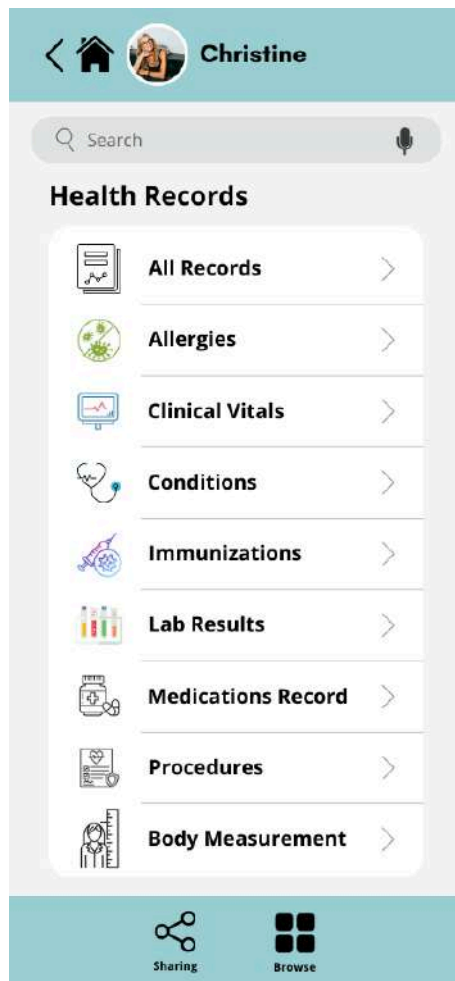 Christine
Search
Health Records
All Records
Allergies
Clinical Vitals
Conditions
Immunizations
Lab Results
Medications Record
Procedures
Body Measurement
Sharing
Browse